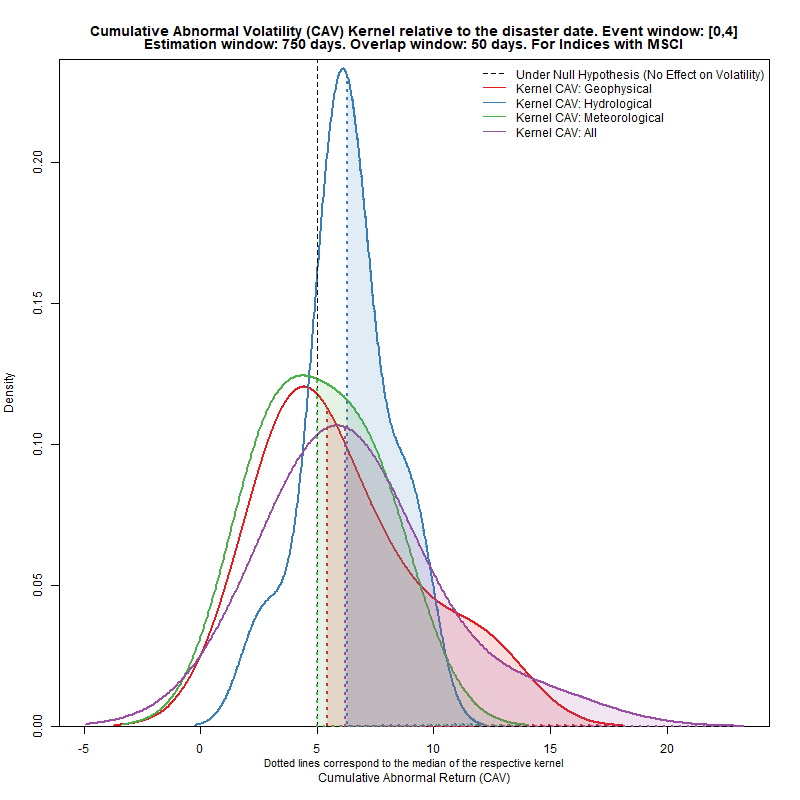 Cumulative Abnormal Volatility (CAV) Kernel relative to the disaster date. Event window: [0,4]
Estimation window: 750 days. Overlap window: 50 days. For Indices with MSCI
Under Null Hypothesis (No Effect on Volatility)
Kernel CAV: Geophysical
Kernel CAV: Hydrological
Kernel CAV: Meteorological
Kernel CAV: All
Density
0.20
0.15
0.10
0.05
0.00
-5 0 5 10 15 20
Dotted lines correspond to the median of the respective kernel
Cumulative Abnormal Return (CAV)